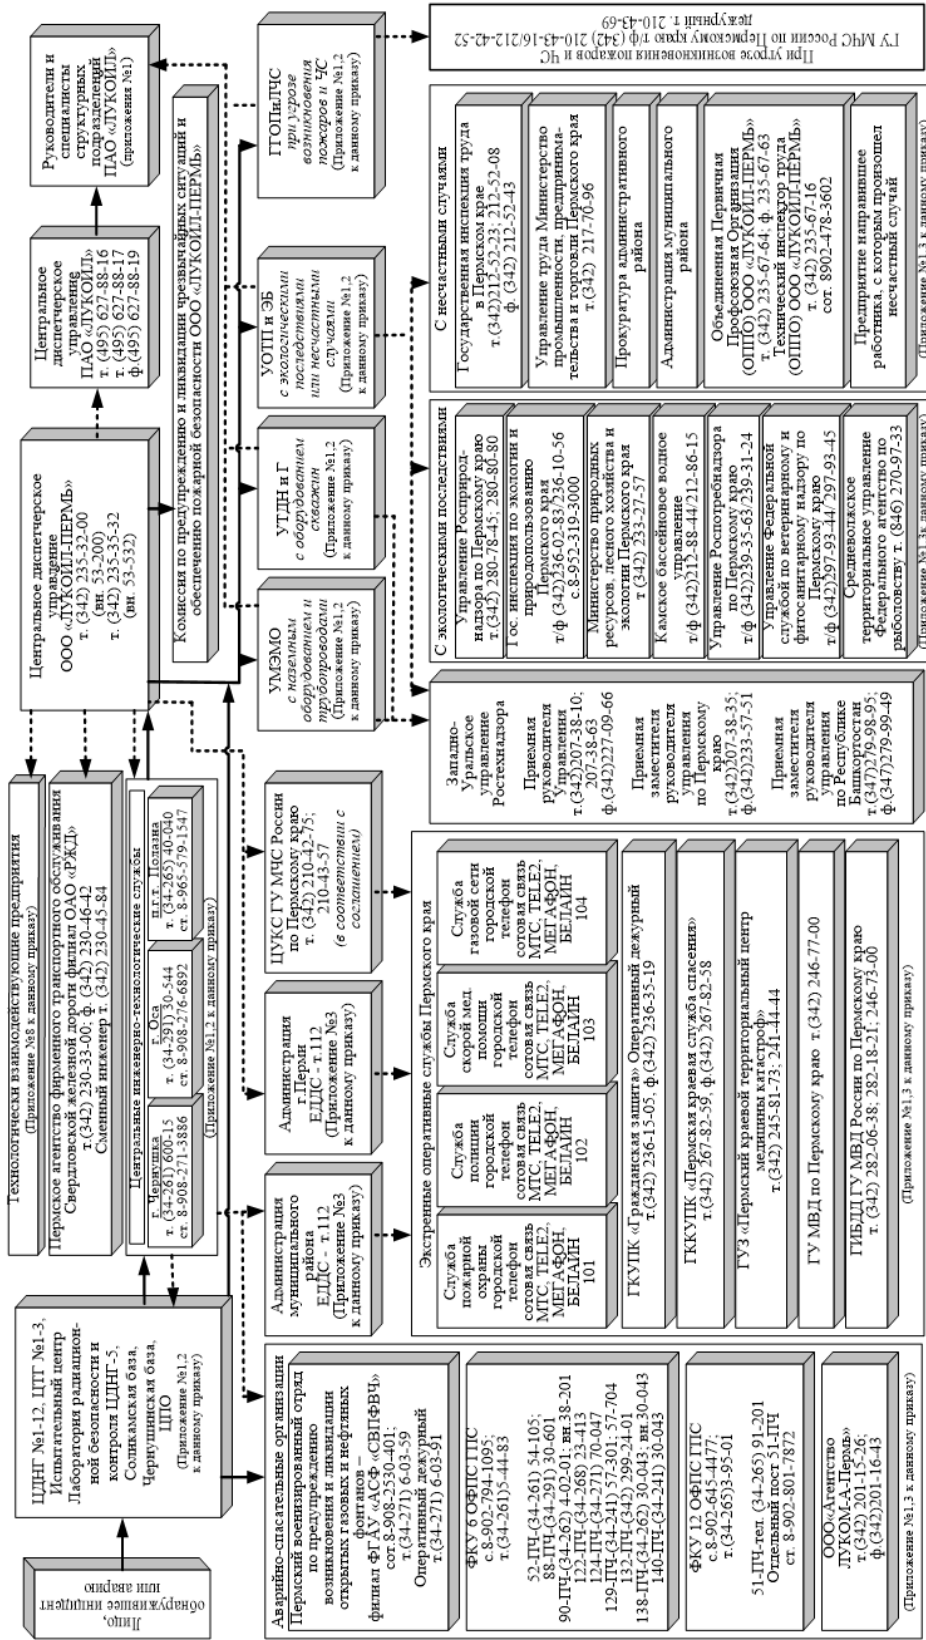 Лицо,
обнаружившее инцидент
или аварию
ЦДНГ №1-12, ЦТТ №1-3,
Испытательный центр
Лаборатория радиацион-
ной безопасности и
контроля ЦДНГ-5,
Соликамская база,
Чернушинская база,
ЦПО
(Приложение №1,2
к данному приказу)
Технологически взаимодействующие предприятия
(Приложение №8 к данному приказу)
Пермское агентство фирменного транспортного обслуживания
Свердловской железной дороги филиал ОАО «РЖД»
т.(342) 230-33-00; ф. (342) 230-46-42
Сменный инженер т. (342) 230-45-84
Центральные инженерно-технологические службы
г. Чернушка
т. (34-261) 600-15
ст. 8-908-271-3886
г. Оса
т. (34-291) 30-544
ст. 8-908-276-6892
п.г.т. Полазна
т. (34-265) 40-040
ст. 8-965-579-1547
(Приложение №1,2 к данному приказу)
Центральное диспетчерское
управление
ООО «ЛУКОЙЛ-ПЕРМЬ»
т. (342) 235-32-00
(вн. 53-200)
т. (342) 235-35-32
(вн. 53-532)
Центральное
диспетчерское
управление
ПАО «ЛУКОЙЛ»
т. (495) 627-88-16
т. (495) 627-88-17
ф.(495) 627-88-19
Руководители и
специалисты
структурных
подразделений
ПАО «ЛУКОЙЛ»
(приложения №1)
Комиссия по предупреждению и ликвидации чрезвычайных ситуаций и
обеспечению пожарной безопасности ООО «ЛУКОЙЛ-ПЕРМЬ»
Администрация
муниципального
района
ЕДДС - т.112
(Приложение №3
к данному приказу)
Администрация
г.Перми
ЕДДС - т.112
(Приложение №3
к данному приказу)
ЦУКС ГУ МЧС России
по Пермскому краю
т. (342) 210-42-75;
210-43-57
(в соответствии с
соглашением)
УМЭМО
с наземным
оборудованием и
трубопроводами
(Приложение №1,2
к данному приказу)
УТДН и Г
с оборудованием
скважин
(Приложение №1,2
к данному приказу)
УОТП и ЭБ
с экологическими
последствиями
или несчастными
случаями
(Приложение №1,2
к данному приказу)
ГГОПиЛЧС
при угрозе
возникновения
пожаров и ЧС
(Приложение №1,2
к данному приказу)
Аварийно-спасательные организации
Пермский военизированный отряд
по предупреждению
возникновения и ликвидации
открытых газовых и нефтяных
фонтанов –
филиал ФГАУ «АСФ «СВПФВЧ»
сот.8-908-2530-401;
т.(34-271) 6-03-59
Оперативный дежурный
т.(34-271) 6-03-91
ФКУ 6 ОФПС ГПС
с.8-902-794-1095;
т.(34-261)5-44-83
52-ПЧ-(34-261) 54-105;
88-ПЧ-(34-291) 30-601
90-ПЧ-(34-262) 4-02-01; вн.38-201
122-ПЧ-(34-268) 23-413
124-ПЧ-(34-271) 70-047
129-ПЧ-(34-241) 57-301; 57-704
132-ПЧ-(342) 299-24-01
138-ПЧ-(34-262) 30-043; вн.30-043
140-ПЧ-(34-241) 30-043
ФКУ 12 ОФПС ГПС
с.8-902-645-4477;
т.(34-265)3-95-01
51-ПЧ-тел. (34-265) 91-201
Отдельный пост 51-ПЧ
ст. 8-902-801-7872
ООО«Агентство
ЛУКОМ-А-Пермь»
т.(342) 201-15-26;
ф.(342)201-16-43
(Приложение №1,3 к данному приказу)
Экстренные оперативные службы Пермского края
Служба
пожарной
охраны
городской
телефон
сотовая связь
МТС, TELE2,
МЕГАФОН,
БЕЛАЙН
101
Служба
полиции
городской
телефон
сотовая связь
МТС, TELE2,
МЕГАФОН,
БЕЛАЙН
102
Служба
скорой мед.
помощи
городской
телефон
сотовая связь
МТС, TELE2,
МЕГАФОН,
БЕЛАЙН
103
Служба
газовой сети
городской
телефон
сотовая связь
МТС, TELE2,
МЕГАФОН,
БЕЛАЙН
104
ГКУПК «Гражданская защита» Оперативный дежурный
т.(342) 236-15-05, ф.(342) 236-35-19
ГККУПК «Пермская краевая служба спасения»
т.(342) 267-82-59, ф.(342) 267-82-58
ГУЗ «Пермский краевой территориальный центр
медицины катастроф»
т.(342) 245-81-73; 241-44-44
ГУ МВД по Пермскому краю т.(342) 246-77-00
ГИБДД ГУ МВД России по Пермскому краю
т. (342) 282-06-38; 282-18-21; 246-73-00
(Приложение №1,3 к данному приказу)
Западно-
Уральское
управление
Ростехнадзора
Приемная
руководителя
Управления
т.(342)207-38-10;
207-38-63
ф.(342)227-09-66
Приемная
заместителя
руководителя
управления
по Пермскому
краю
т.(342)207-38-35;
ф.(342)233-57-51
Приемная
заместителя
руководителя
управления
по Республике
Башкортостан
т.(347)279-98-95;
ф.(347)279-99-49
С экологическими последствиями
Управление Росприрод-
надзора по Пермскому краю
т.(342) 280-78-45; 280-80-80
Гос. инспекция по экологии и
природопользованию
Пермского края
т/ф (342)236-02-83/236-10-56
с.8-952-319-3000
Министерство природных
ресурсов, лесного хозяйства и
экологии Пермского края
т (342) 233-27-57
Камское бассейновое водное
управление
т/ф (342)212-88-44/212-86-15
Управление Роспотребнадзора
по Пермскому краю
т/ф (342)239-35-63/239-31-24
Управление Федеральной
службой по ветеринарному и
фитосанитарному надзору по
Пермскому краю
т/ф (342)297-93-44/ 297-93-45
Средневолжское
территориальное управление
Федерального агентство по
рыболовству т. (846) 270-97-33
(Приложение №1,3к данному приказу)
С несчастными случаями
Государственная инспекция труда
в Пермском крае
т.(342)212-52-23; 212-52-08
ф. (342) 212-52-43
Управление труда Министерство
промышленности, предпринима-
тельства и торговли Пермского края
т.(342) 217-70-96
Прокуратура административного
района
Администрация муниципального
района
Объединенная Первичная
Профсоюзная Организация
(ОППО) ООО «ЛУКОЙЛ-ПЕРМЬ»
т. (342) 235-67-64; ф. 235-67-63
Технический инспектор труда
(ОППО) ООО «ЛУКОЙЛ-ПЕРМЬ»
т. (342) 235-67-16
сот. 8902-478-3602
Предприятие направившее
работника, с которым произошел
несчастный случай
(Приложение №1,3 к данному приказу)
При угрозе возникновения пожаров и ЧС
ГУ МЧС России по Пермскому краю т/ф (342) 210-43-16/212-42-52
дежурный т. 210-43-69